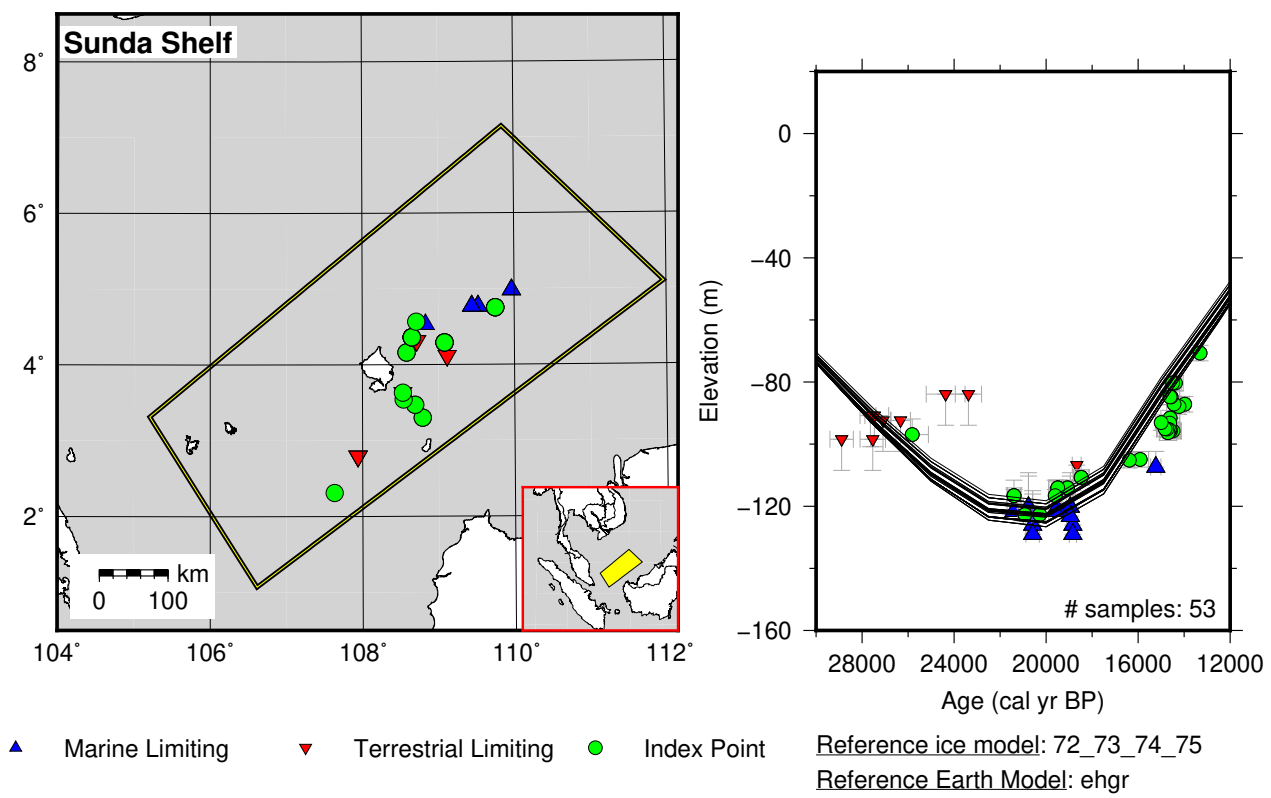 Sunda Shelf
8˚
6˚
4˚
2˚
104˚
106˚
108˚
110˚
112˚
km
0
100
0
−40
−80
−120
−160
Elevation (m)
# samples: 53
28000
24000
20000
16000
12000
Age (cal yr BP)
Marine Limiting
Terrestrial Limiting
Index Point
Reference ice model: 72_73_74_75
Reference Earth Model: ehgr